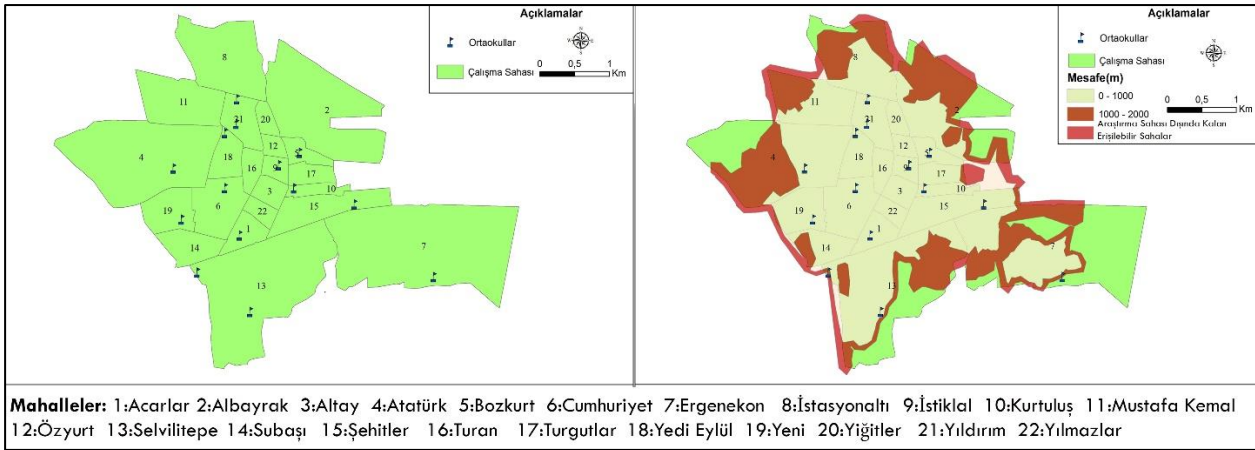 Açıklamalar
Ortaokullar
Çalışma Sahası
0 0,5 1
Km
8
11
2
21
20
12
5
4
18
16
9
17
3
10
6
19
22
15
1
14
7
13
Açıklamalar
Ortaokullar
Çalışma Sahası
Mesafe(m)
0 - 1000
1000 - 2000
Araştırma Sahası Dışında Kalan
Erişilebilir Sahalar
0 0,5 1
Km
8
11
2
21
20
12
5
4
18
16
9
17
3
10
6
19
22
15
1
14
7
13
Mahalleler: 1:Acarlar 2:Albayrak 3:Altay 4:Atatürk 5:Bozkurt 6:Cumhuriyet 7:Ergenekon 8:İstasyonaltı 9:İstiklal 10:Kurtuluş 11:Mustafa Kemal
12:Özyurt 13:Selvilitepe 14:Subaşı 15:Şehitler 16:Turan 17:Turgutlar 18:Yedi Eylül 19:Yeni 20:Yiğitler 21:Yıldırım 22:Yılmazlar